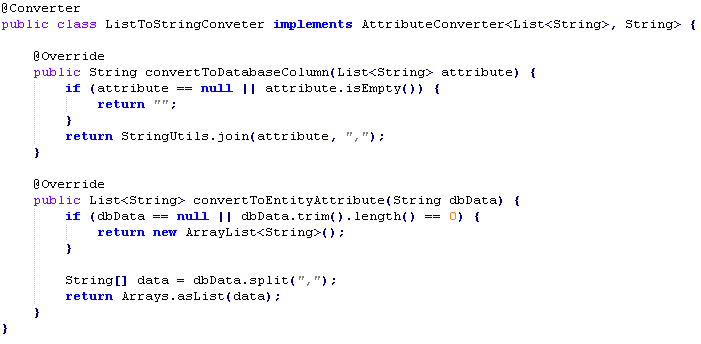 @Converter
public class ListToStringConveter implements AttributeConverter<List<String>, String> {
@Override
public String convertToDatabaseColumn(List<String> attribute) {
if (attribute == null || attribute.isEmpty()) {
return "";
}
return StringUtils.join(attribute, ",");
}
@Override
public List<String> convertToEntityAttribute(String dbData) {
if (dbData == null || dbData.trim().length() == 0) {
return new ArrayList<String>();
}
String[] data = dbData.split(",");
return Arrays.asList(data);
}
}